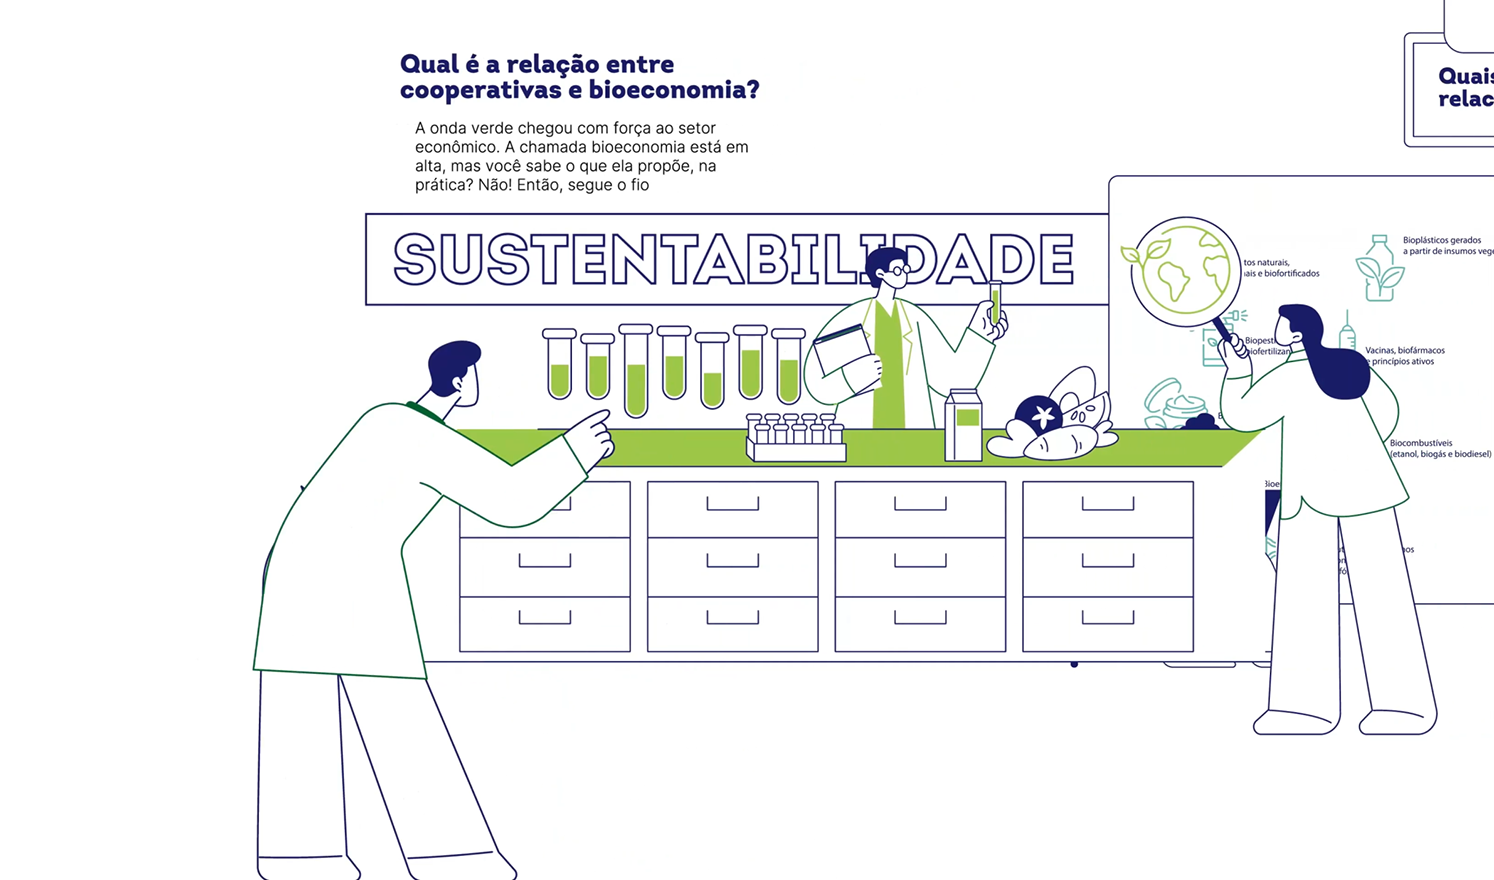 Qual é a relação entre
cooperativas e bioeconomia?
A onda verde chegou com força ao setor
econômico. A chamada bioeconomia está em
alta, mas você sabe o que ela propõe, na
prática? Não! Então, segue o fio
SUSTENTABILIDADE
Quais
relac
Bioplásticos gerados
a partir de insumos vege
tos naturais,
ais e biofortificados
Biopest
biofertilizan
Vacinas, biofármacos
e princípios ativos
Biocombustíveis
(etanol, biogás e biodiesel)
Bioe